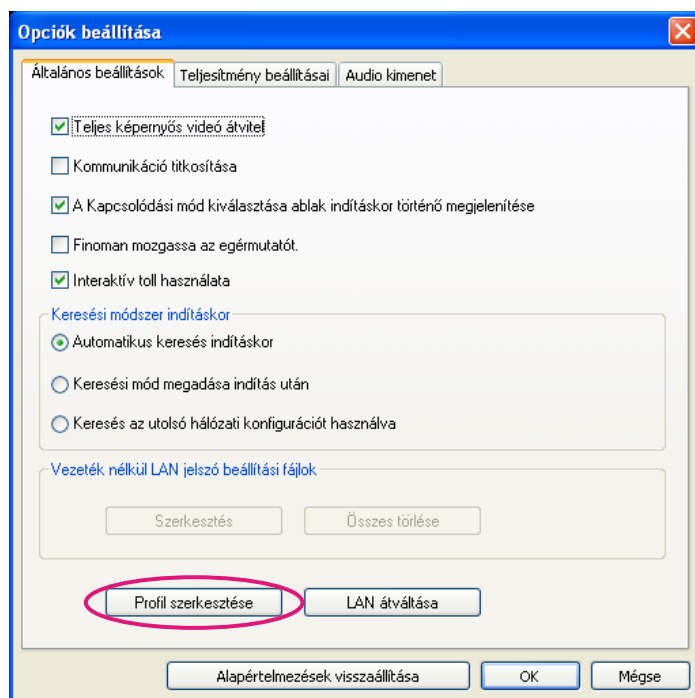 Opciók beállítása
Általános beállítások Teljesítmény beállításai Audio kimenet
Teljes képernyős videó átvitel
Kommunikáció titkosítása
A Kapcsolódási mód kiválasztása ablak indításkor történő megjelenítése
Finoman mozgassa az egérmutatót.
Interaktív toll használata
Keresési módszer indításkor
Automatikus keresés indításkor
Keresési mód megadása indítás után
Keresés az utolsó hálózati konfigurációt használva
Vezeték nélkül LAN jelszó beállítási fájlok
Szerkesztés Összes törlése
Profil szerkesztése LAN átváltása
Alapértelmezések visszaállítása OK Mégse